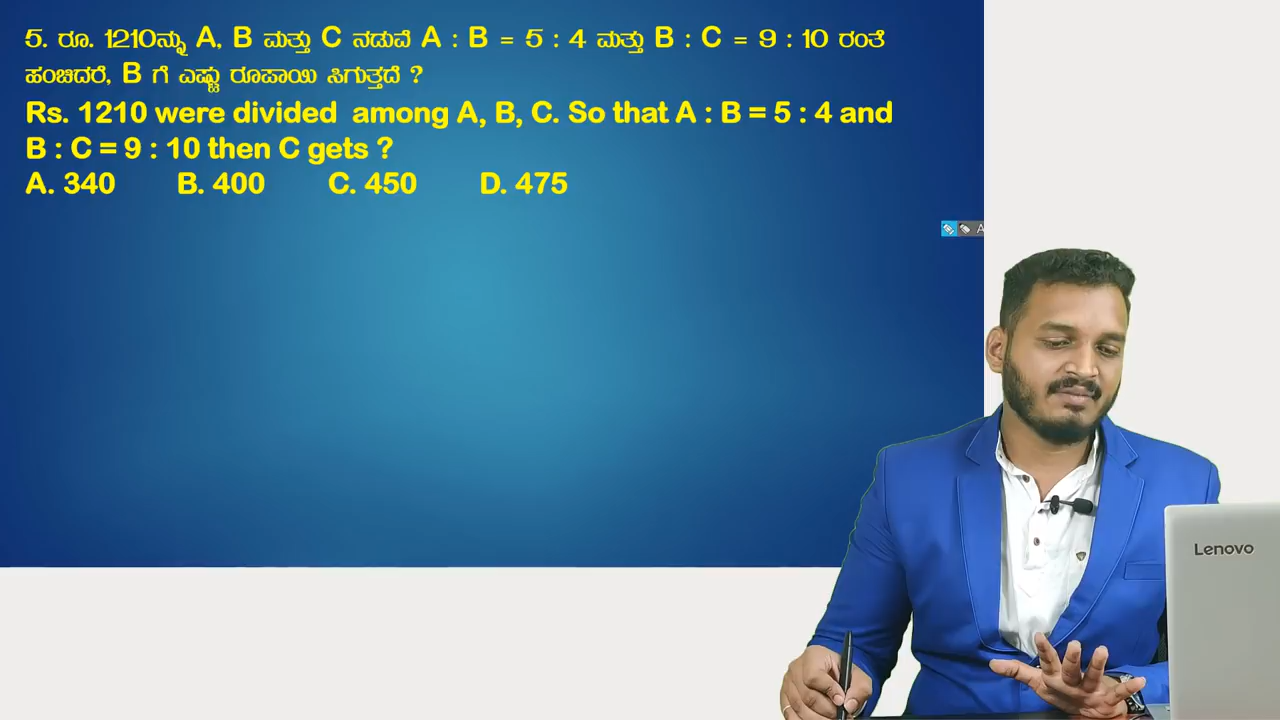 5. ರೂ. 1210ನ್ನು A, B ಮತ್ತು C ನಡುವೆ A : B = 5 : 4 ಮತ್ತು B : C = 9 : 10 ರಂತೆ
ಹಂಚಿದರೆ, B ಗೆ ಎಷ್ಟು ರೂಪಾಯಿ ಸಿಗುತ್ತದೆ ?
Rs. 1210 were divided among A, B, C. So that A : B = 5 : 4 and
B : C = 9 : 10 then C gets ?
A. 340 B. 400 C. 450 D. 475
A
Lenovo